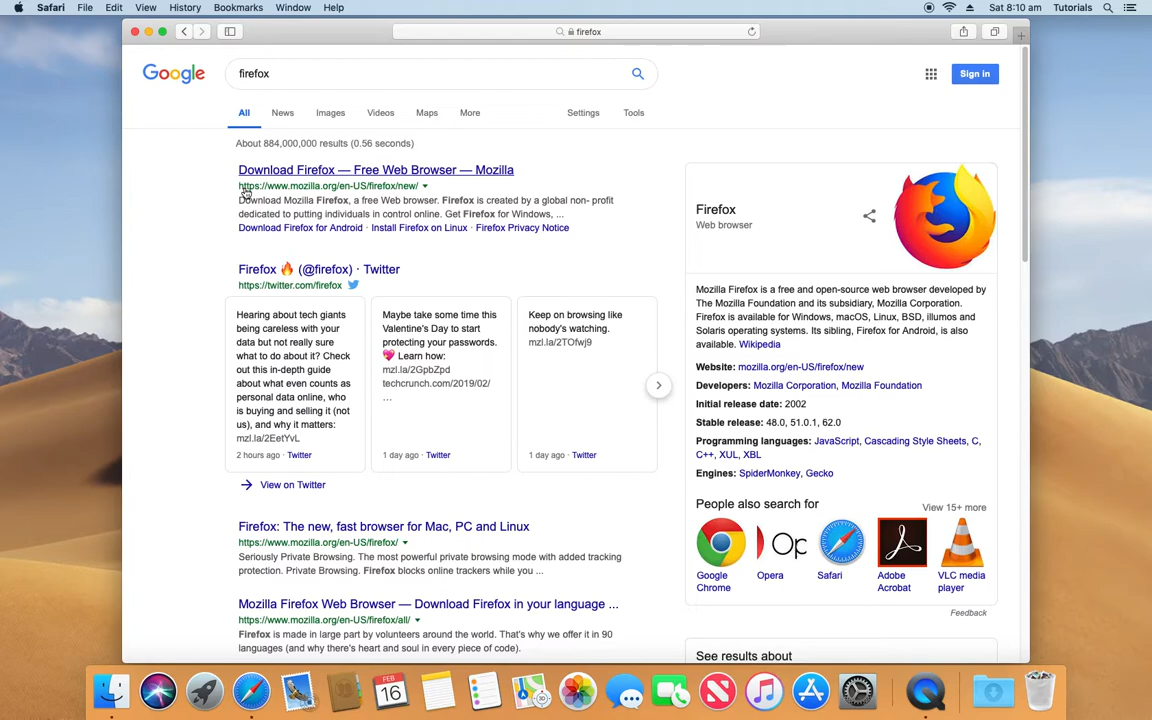 Safari File Edit View History Bookmarks Window Help Sat 8:10 am Tutorials
firefox
Google firefox Sign in
All News Images Videos Maps More Settings Tools
About 884,000,000 results (0.56 seconds)
Download Firefox — Free Web Browser — Mozilla
https://www.mozilla.org/en-US/firefox/new/
Download Mozilla Firefox, a free Web browser. Firefox is created by a global non- profit
dedicated to putting individuals in control online. Get Firefox for Windows, ...
Download Firefox for Android · Install Firefox on Linux · Firefox Privacy Notice
Firefox 🔥 (@firefox) · Twitter
https://twitter.com/firefox
Hearing about tech giants
being careless with your
data but not really sure
what to do about it? Check
out this in-depth guide
about what even counts as
personal data online, who
is buying and selling it (not
us), and why it matters:
mzl.la/2EetYvL
2 hours ago · Twitter
Maybe take some time this
Valentine's Day to start
protecting your passwords.
💘 Learn how:
mzl.la/2GpbZpd
techcrunch.com/2019/02/
...
1 day ago · Twitter
Keep on browsing like
nobody's watching.
mzl.la/2TOfwj9
1 day ago · Twitter
View on Twitter
Firefox: The new, fast browser for Mac, PC and Linux
https://www.mozilla.org/en-US/firefox/
Seriously Private Browsing. The most powerful private browsing mode with added tracking
protection. Private Browsing. Firefox blocks online trackers while you ...
Mozilla Firefox Web Browser — Download Firefox in your language ...
https://www.mozilla.org/en-US/firefox/all/
Firefox is made in large part by volunteers around the world. That's why we offer it in 90
languages (and why there's heart and soul in every piece of code).
Firefox
Web browser
Mozilla Firefox is a free and open-source web browser developed by
The Mozilla Foundation and its subsidiary, Mozilla Corporation.
Firefox is available for Windows, macOS, Linux, BSD, illumos and
Solaris operating systems. Its sibling, Firefox for Android, is also
available. Wikipedia
Website: mozilla.org/en-US/firefox/new
Developers: Mozilla Corporation, Mozilla Foundation
Initial release date: 2002
Stable release: 48.0, 51.0.1, 62.0
Programming languages: JavaScript, Cascading Style Sheets, C,
C++, XUL, XBL
Engines: SpiderMonkey, Gecko
People also search for View 15+ more
Op
Google
Chrome
Opera
Safari
Adobe
Acrobat
VLC media
player
Feedback
See results about
FEB
16
3D